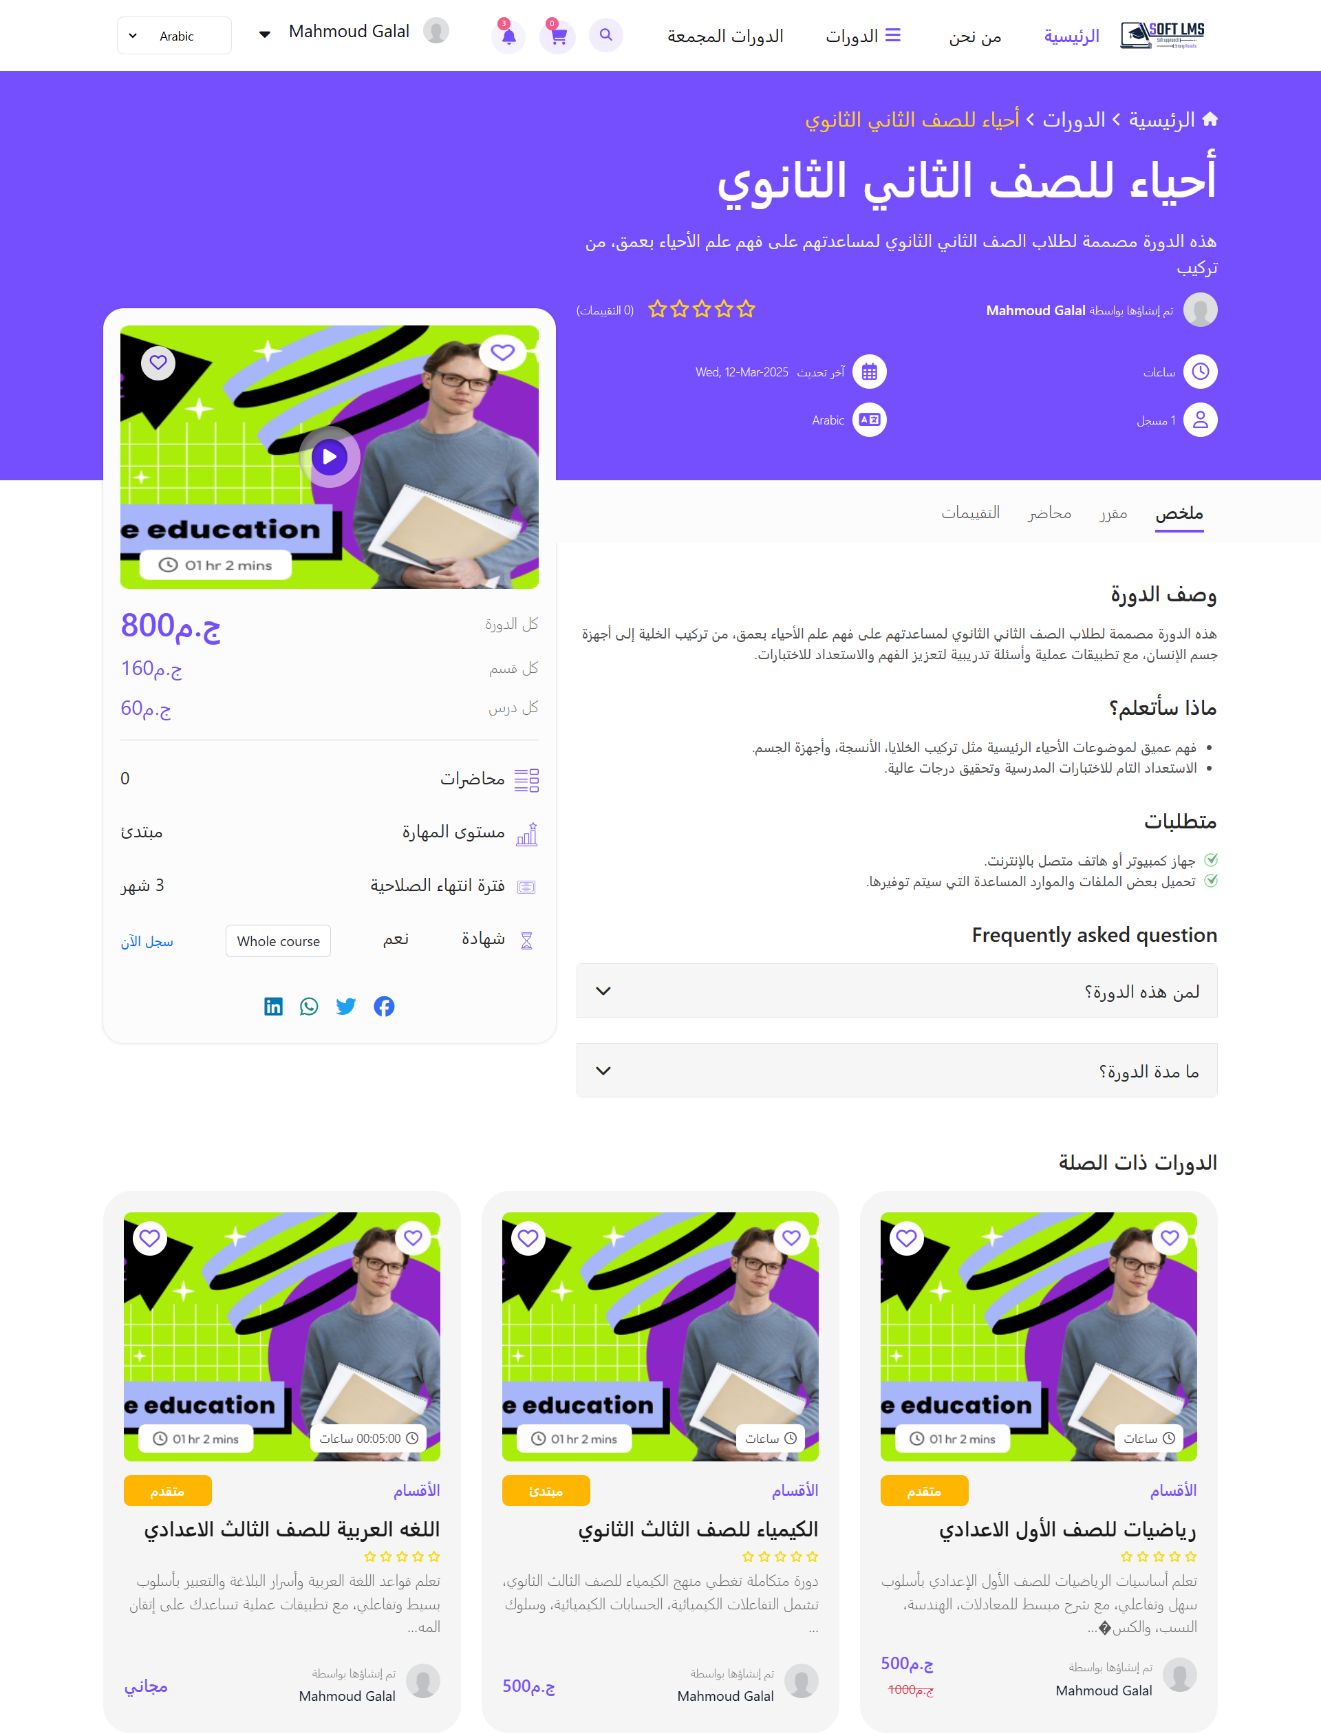 SOFT LMS
الرئيسية
من نحن
الدورات
الدورات المجمعة
0
3
Mahmoud Galal
Arabic
الرئيسية › الدورات › أحياء للصف الثاني الثانوي
أحياء للصف الثاني الثانوي
هذه الدورة مصممة لطلاب الصف الثاني الثانوي لمساعدتهم على فهم علم الأحياء بعمق، من
تركيب
تم إنشاؤها بواسطة Mahmoud Galal
(0 التقييمات)
ساعات
آخر تحديث Wed, 12-Mar-2025
1 مسجل
Arabic
ملخص
مقرر
محاضر
التقييمات
e education
01 hr 2 mins
كل الدورة
ج.م800
كل قسم
ج.م160
كل درس
ج.م60
محاضرات
0
مستوى المهارة
مبتدئ
فترة انتهاء الصلاحية
3 شهر
شهادة
نعم
Whole course
سجل الآن
وصف الدورة
هذه الدورة مصممة لطلاب الصف الثاني الثانوي لمساعدتهم على فهم علم الأحياء بعمق، من تركيب الخلية إلى أجهزة
جسم الإنسان، مع تطبيقات عملية وأسئلة تدريبية لتعزيز الفهم والاستعداد للاختبارات.
ماذا سأتعلم؟
فهم عميق لموضوعات الأحياء الرئيسية مثل تركيب الخلايا، الأنسجة، وأجهزة الجسم.
الاستعداد التام للاختبارات المدرسية وتحقيق درجات عالية.
متطلبات
جهاز كمبيوتر أو هاتف متصل بالإنترنت.
تحميل بعض الملفات والموارد المساعدة التي سيتم توفيرها.
Frequently asked question
لمن هذه الدورة؟
ما مدة الدورة؟
الدورات ذات الصلة
e education
01 hr 2 mins
ساعات
الأقسام
متقدم
رياضيات للصف الأول الاعدادي
تعلم أساسيات الرياضيات للصف الأول الإعدادي بأسلوب
سهل وتفاعلي، مع شرح مبسط للمعادلات، الهندسة،
النسب، والكس�...
تم إنشاؤها بواسطة
Mahmoud Galal
ج.م500
ج.م1000
e education
01 hr 2 mins
ساعات
الأقسام
مبتدئ
الكيمياء للصف الثالث الثانوي
دورة متكاملة تغطي منهج الكيمياء للصف الثالث الثانوي،
تشمل التفاعلات الكيميائية، الحسابات الكيميائية، وسلوك
...
تم إنشاؤها بواسطة
Mahmoud Galal
ج.م500
e education
01 hr 2 mins
00:05:00 ساعات
الأقسام
متقدم
اللغه العربية للصف الثالث الاعدادي
تعلم قواعد اللغة العربية وأسرار البلاغة والتعبير بأسلوب
بسيط وتفاعلي، مع تطبيقات عملية تساعدك على إتقان
المه...
تم إنشاؤها بواسطة
Mahmoud Galal
مجاني